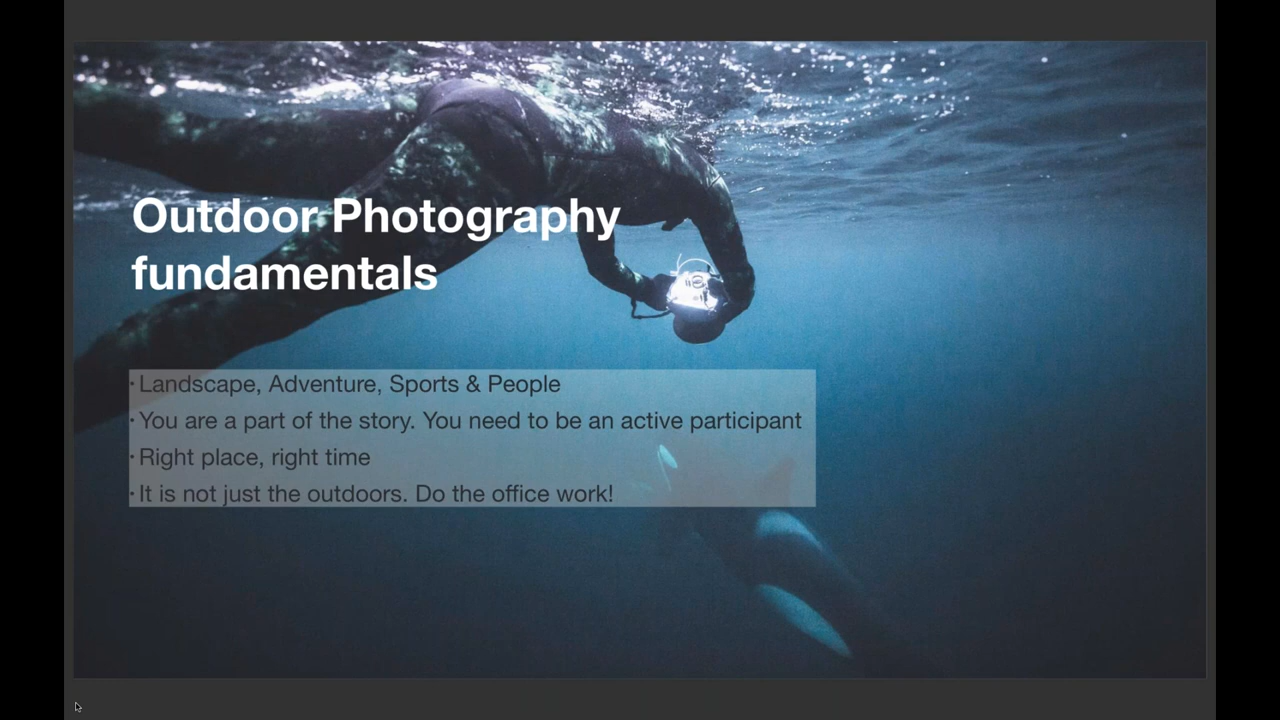 Outdoor Photography
fundamentals
· Landscape, Adventure, Sports & People
· You are a part of the story. You need to be an active participant
· Right place, right time
· It is not just the outdoors. Do the office work!